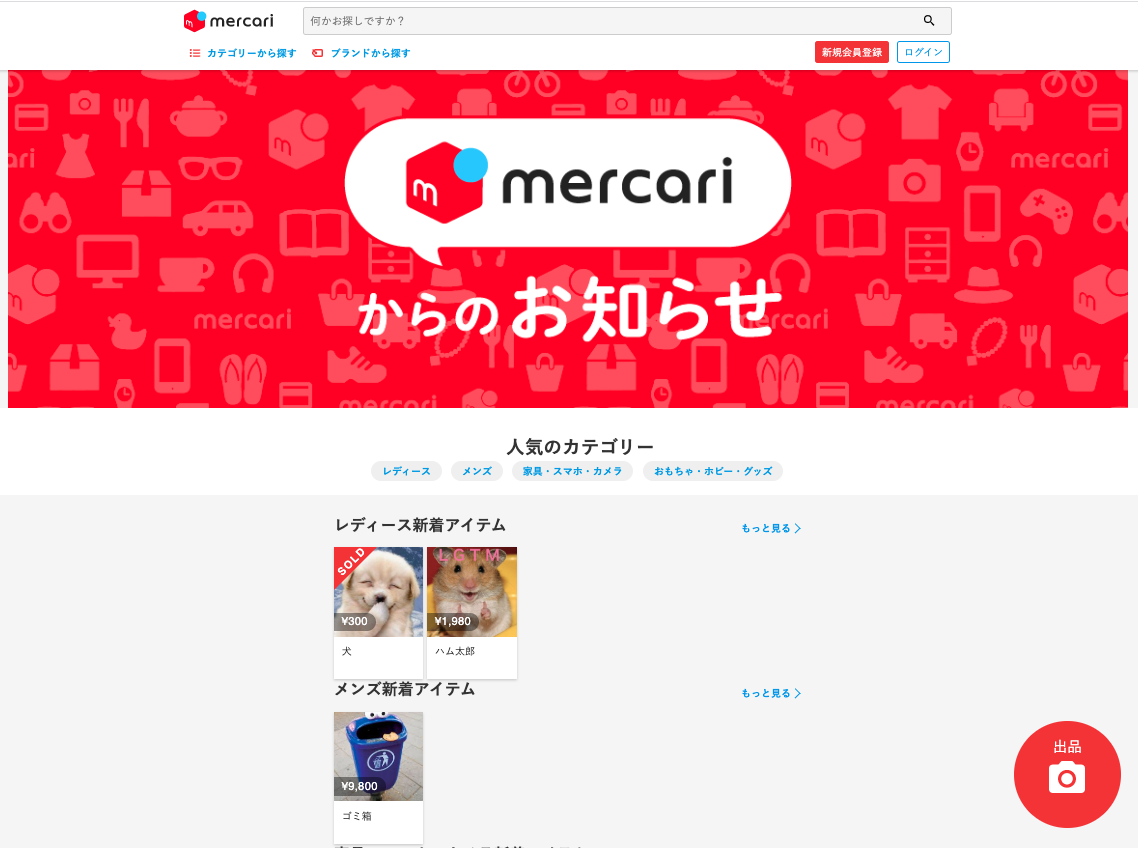 mercari
何かお探しですか？
カテゴリーから探す
ブランドから探す
新規会員登録
ログイン
mercari
からのお知らせ
mercari
mercari
mercari
人気のカテゴリー
レディース
メンズ
家具・スマホ・カメラ
おもちゃ・ホビー・グッズ
レディース新着アイテム
もっと見る
SOLD
LGTM
¥300
¥1,980
犬
ハム太郎
メンズ新着アイテム
もっと見る
¥9,800
ゴミ箱
出品